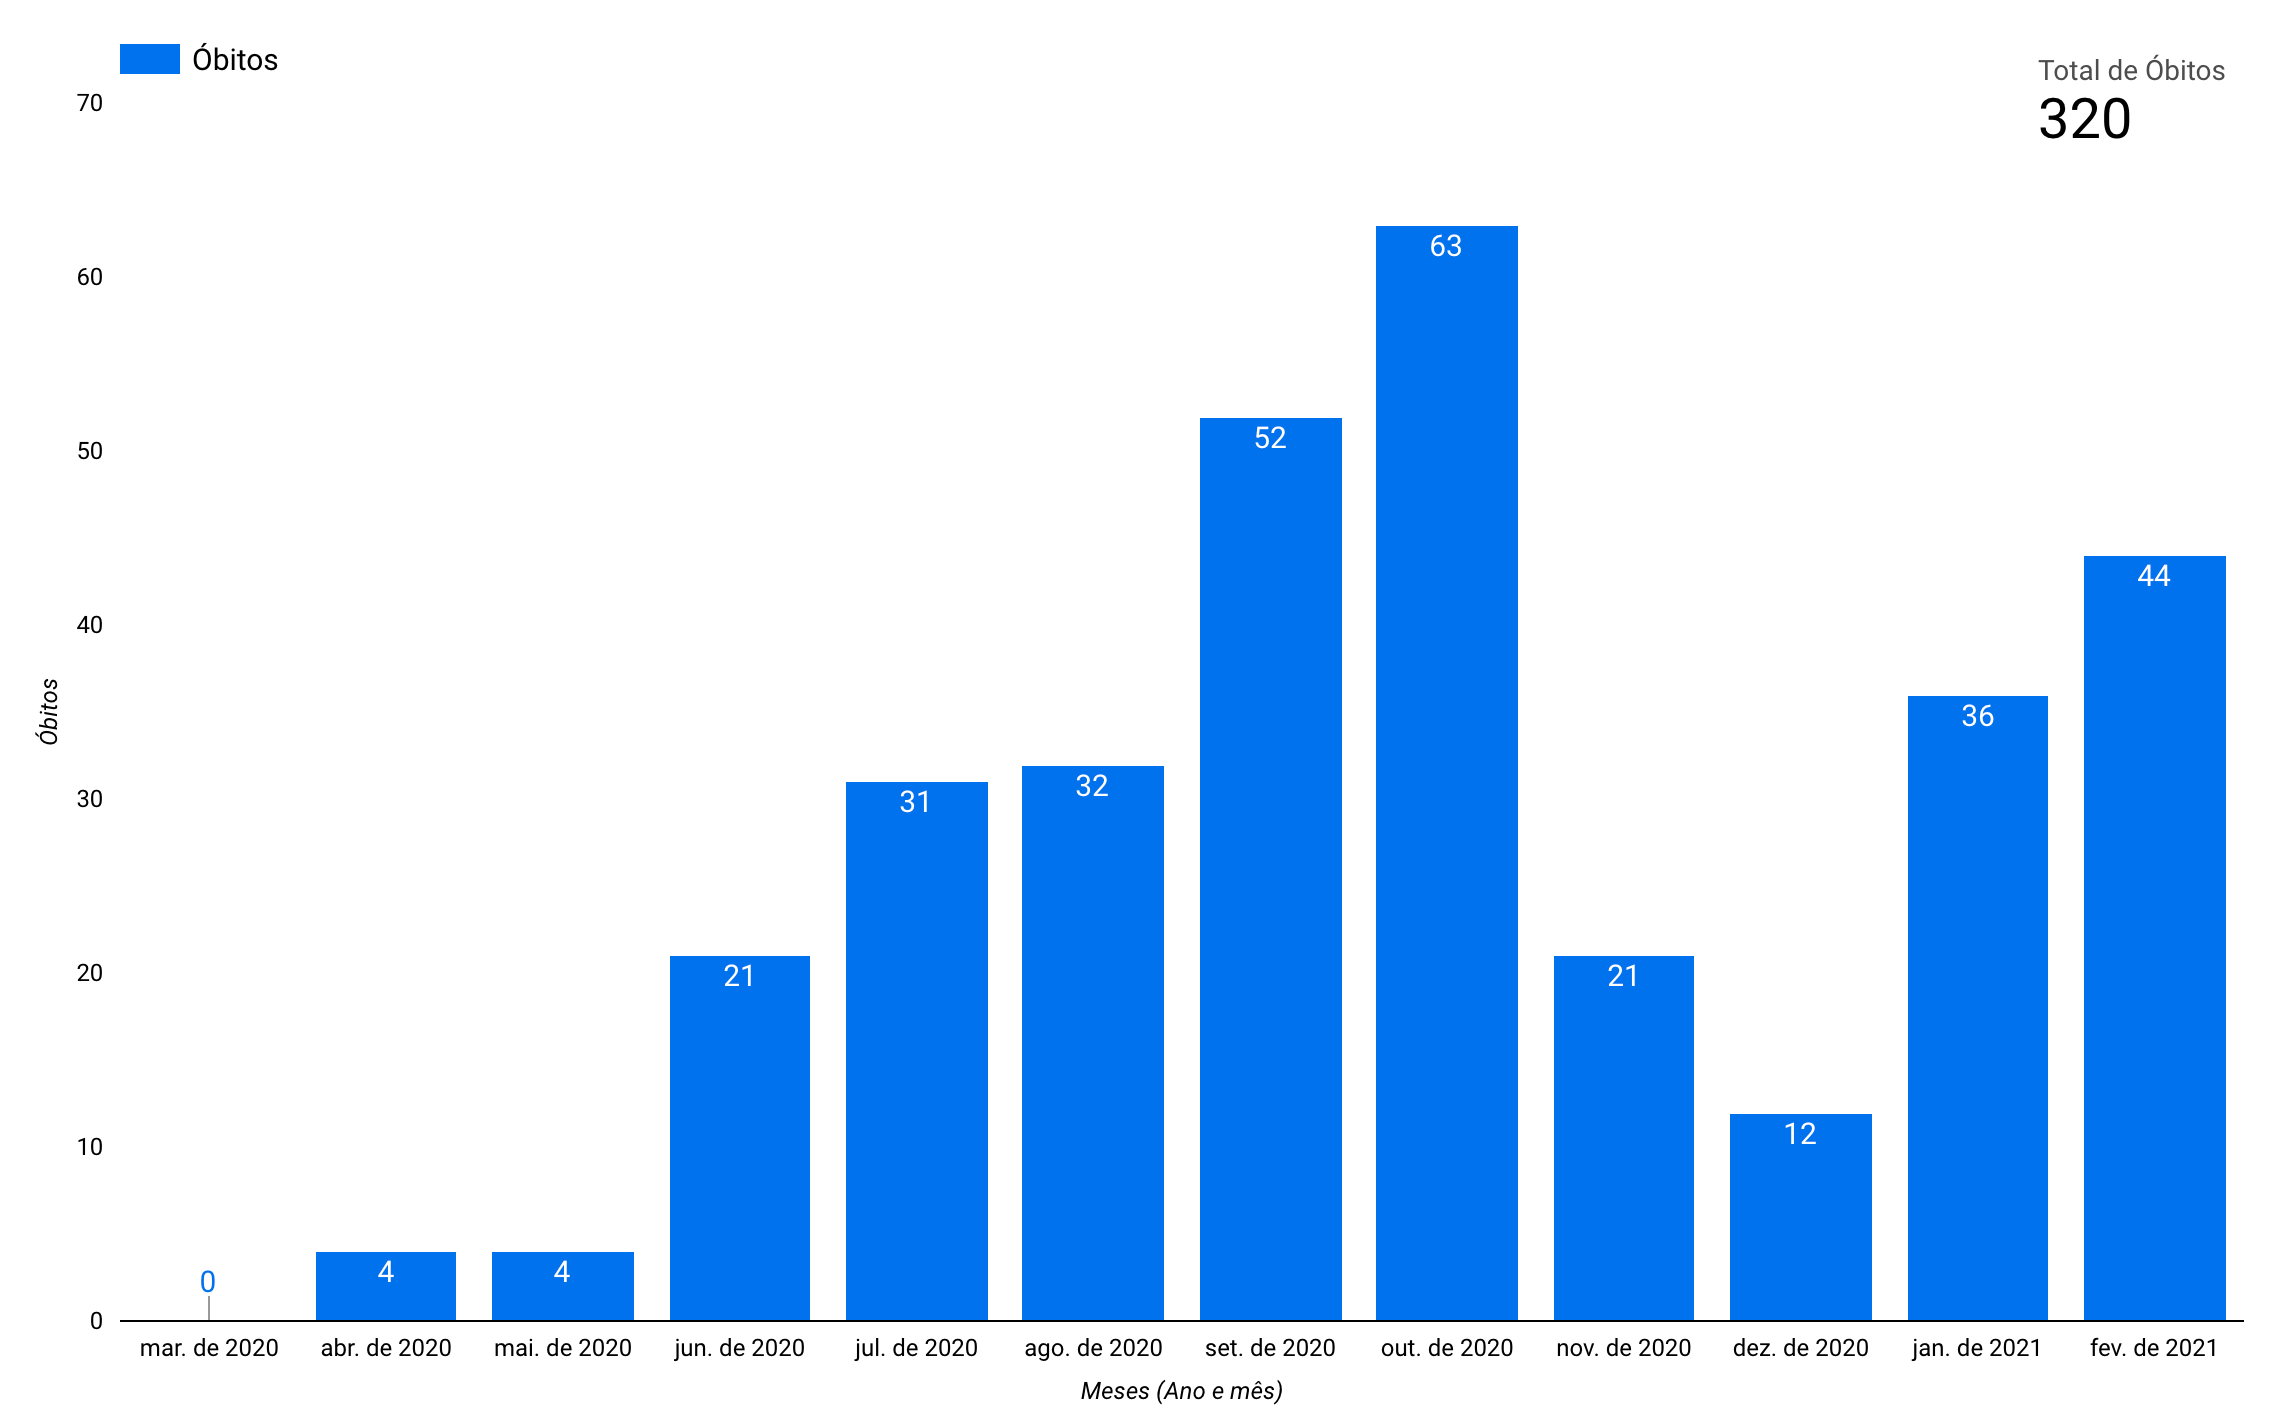 Óbitos
Total de Óbitos
320
70
60
50
40
30
20
10
0
Óbitos
0
4
4
21
31
32
52
63
21
12
36
44
mar. de 2020
abr. de 2020
mai. de 2020
jun. de 2020
jul. de 2020
ago. de 2020
set. de 2020
out. de 2020
nov. de 2020
dez. de 2020
jan. de 2021
fev. de 2021
Meses (Ano e mês)